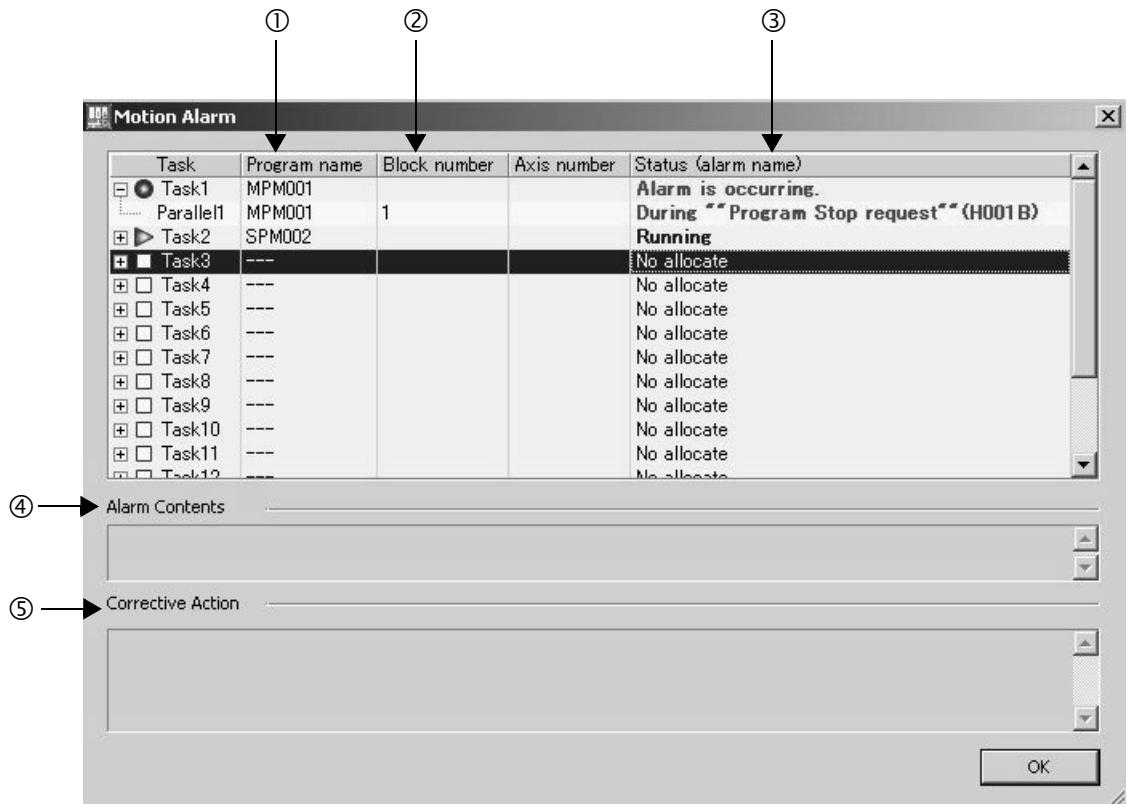 ① ② ③
Motion Alarm
Task Program name Block number Axis number Status (alarm name)
Task1 MPM001 Alarm is occurring.
Parallel1 MPM001 1 During ““Program Stop request““(H001B)
Task2 SPM002 Running
Task3 --- No allocate
Task4 --- No allocate
Task5 --- No allocate
Task6 --- No allocate
Task7 --- No allocate
Task8 --- No allocate
Task9 --- No allocate
Task10 --- No allocate
Task11 --- No allocate
Task12 --- No allocate
④ Alarm Contents
⑤ Corrective Action
OK